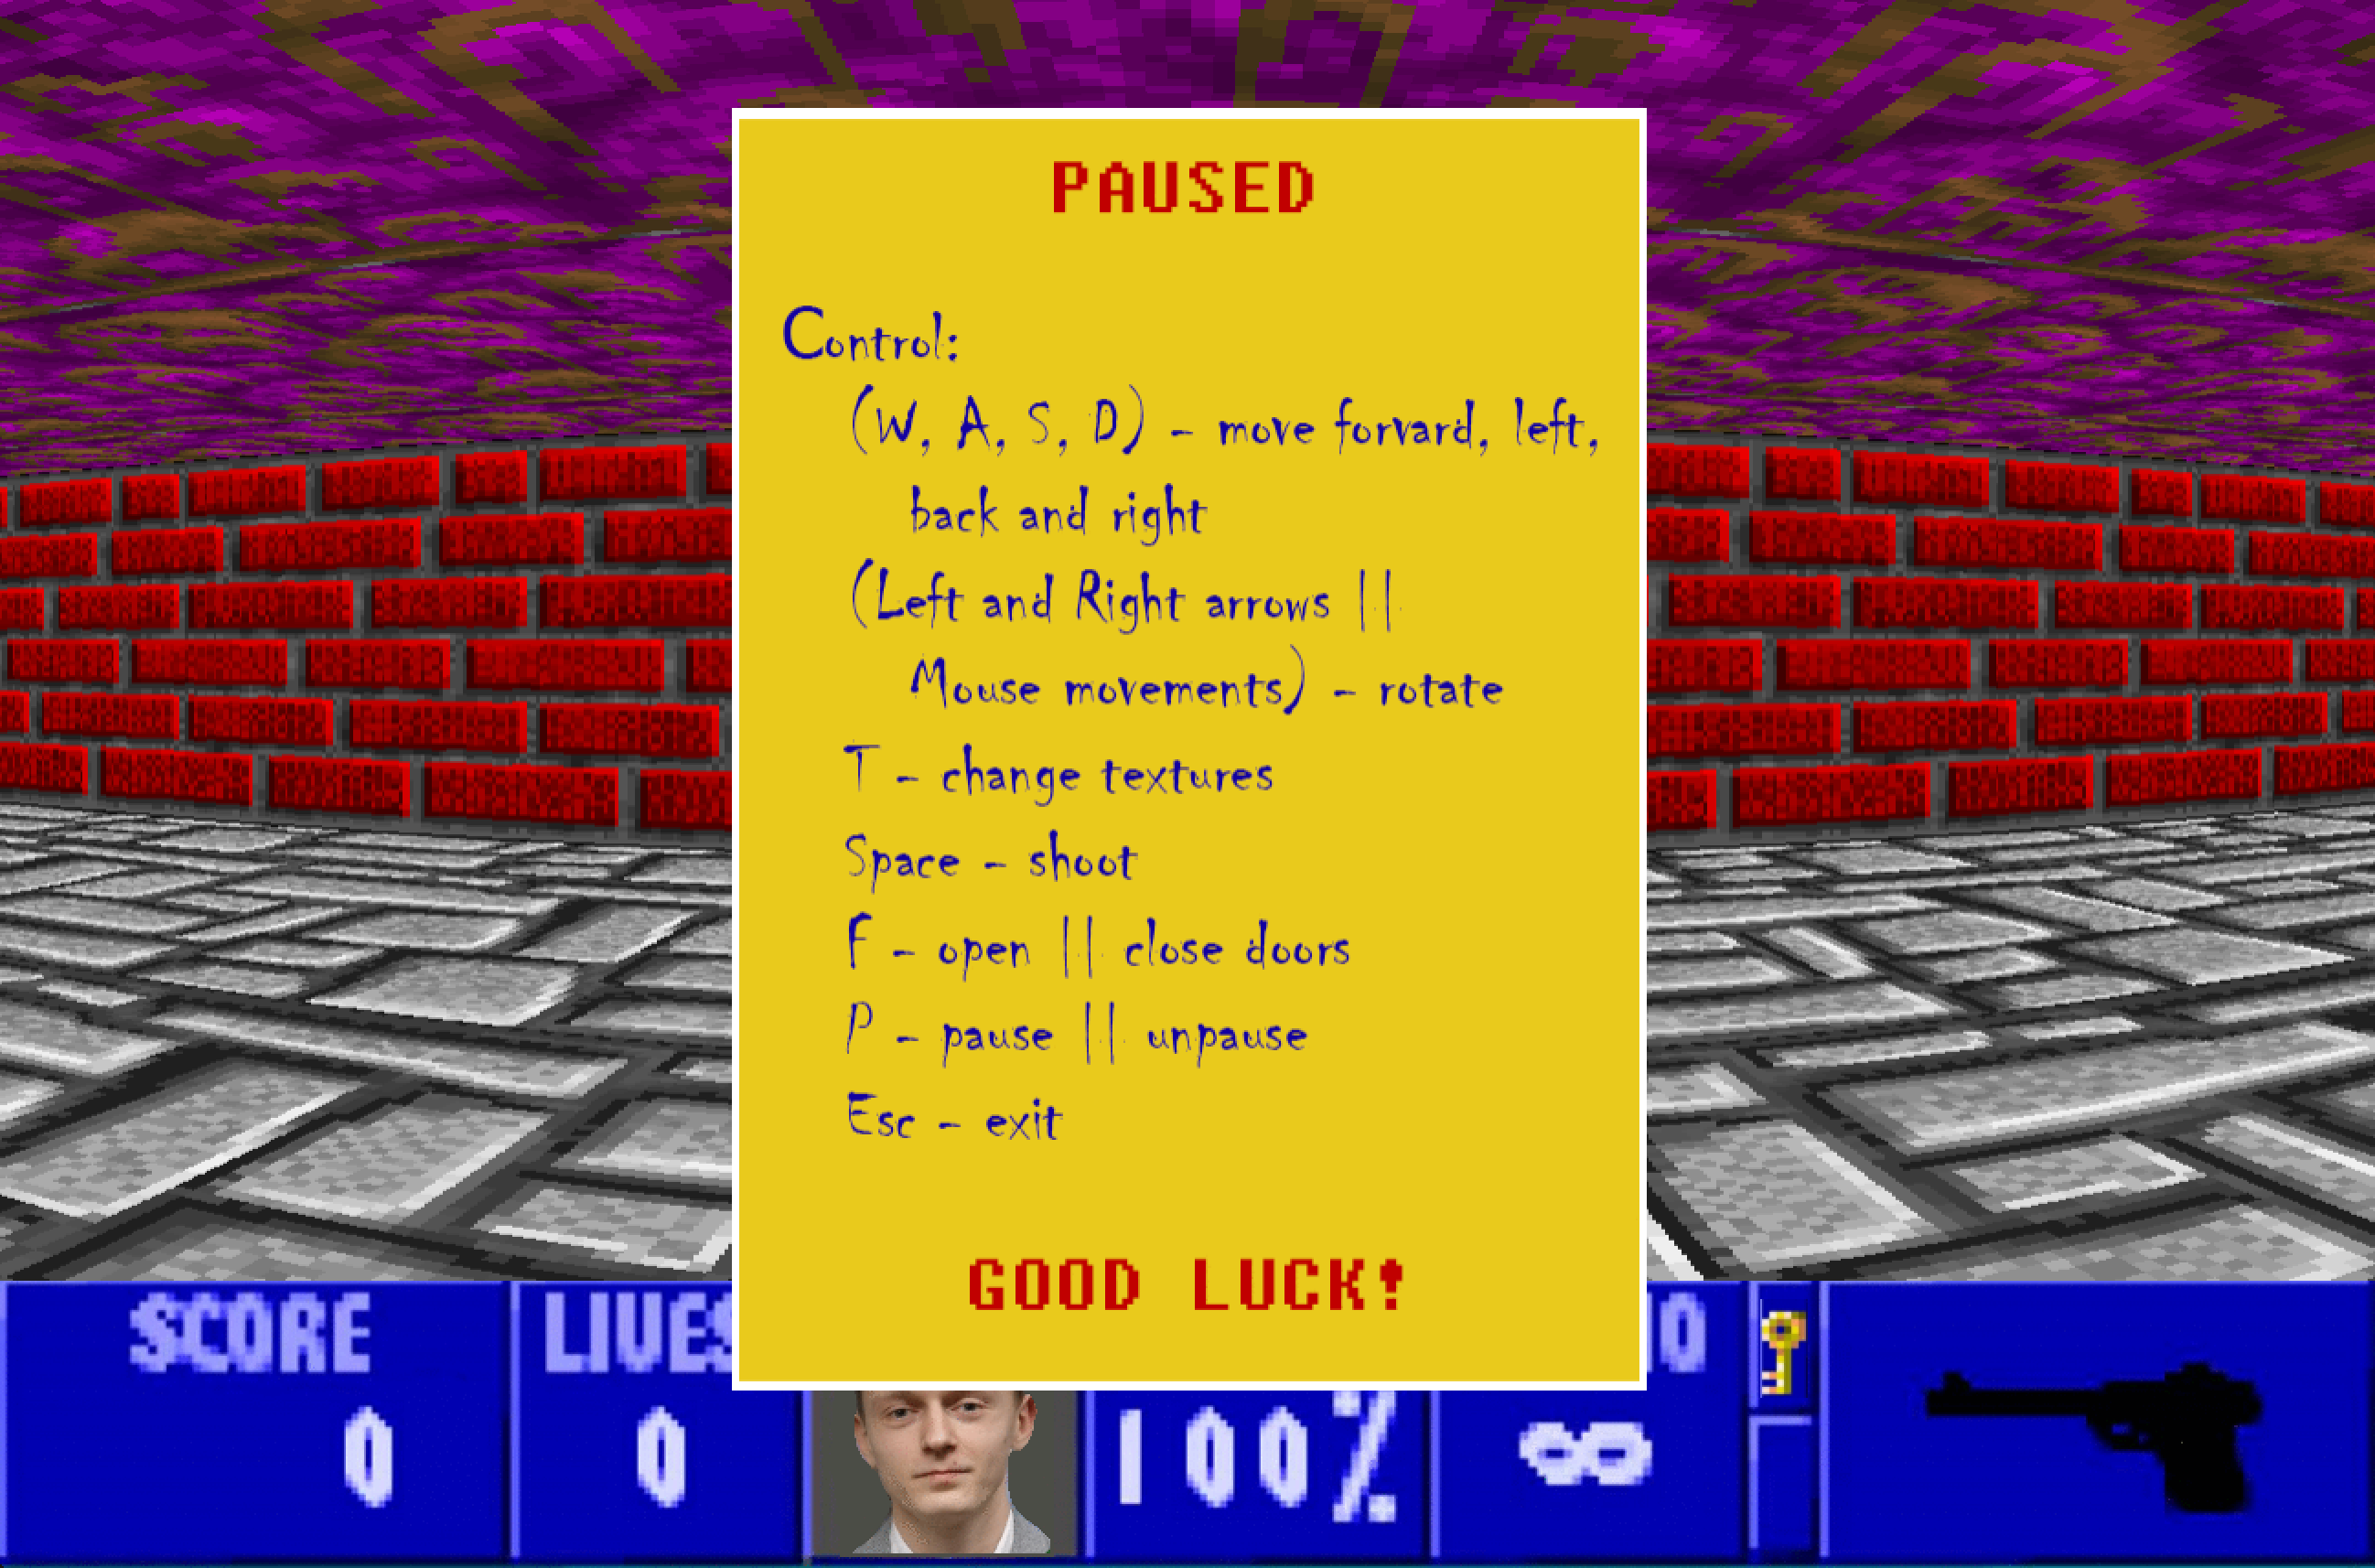 PAUSED
Control:
(W, A, S, D) - move forvard, left,
back and right
(Left and Right arrows ||
Mouse movements) - rotate
T - change textures
Space - shoot
F - open || close doors
P - pause || unpause
Esc - exit
GOOD LUCK!
SCORE LIVES
0 0 100% ∞